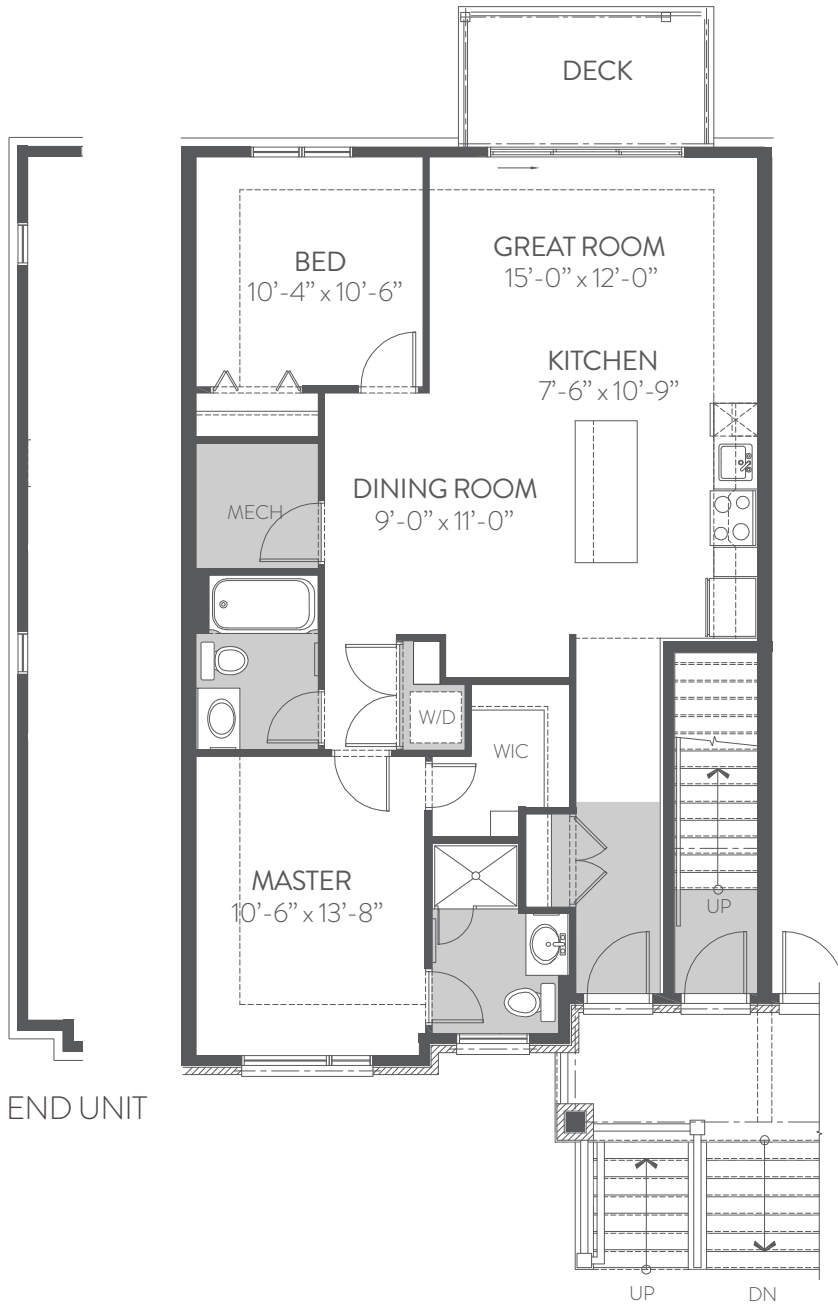 DECK
GREAT ROOM
15’-0” x 12’-0”
BED
10’-4” x 10’-6”
KITCHEN
7’-6” x 10’-9”
DINING ROOM
9’-0” x 11’-0”
MECH
W/D
WIC
MASTER
10’-6” x 13’-8”
UP
END UNIT
UP
DN